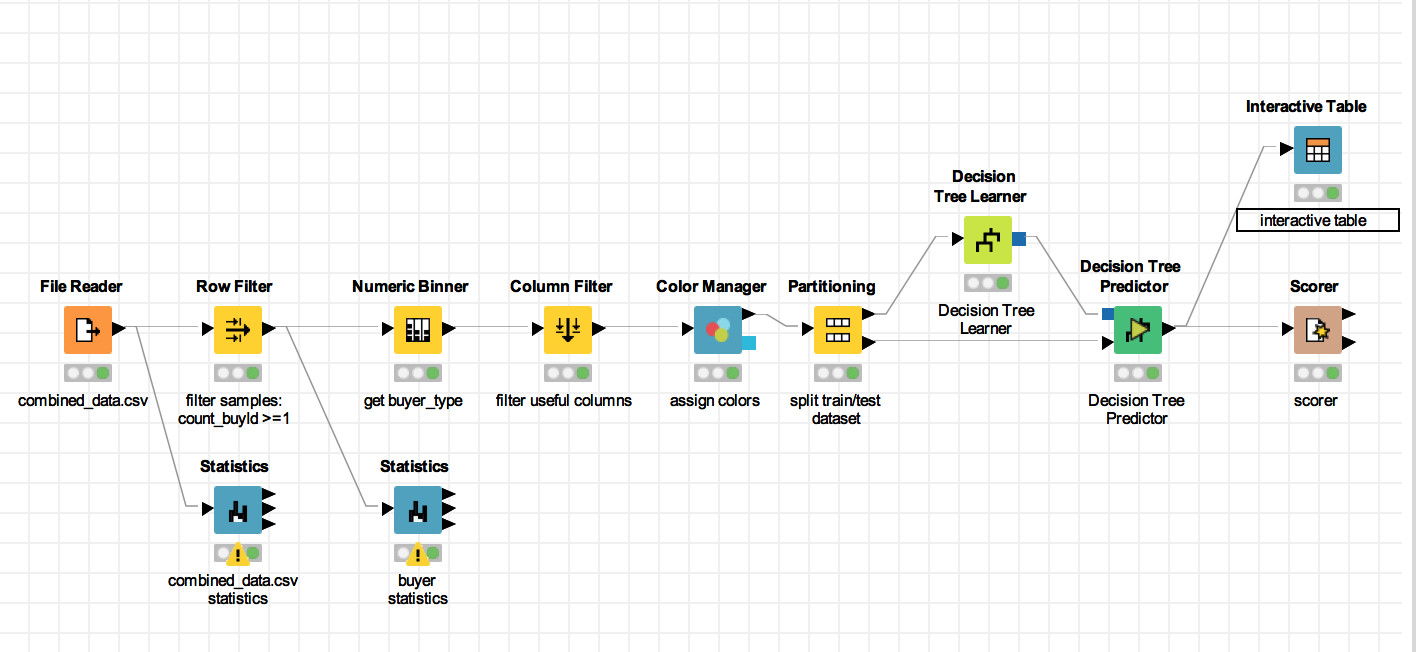 Interactive Table
interactive table
Decision
Tree Learner
Decision Tree
Learner
File Reader
combined_data.csv
Row Filter
filter samples:
count_buyId >=1
Numeric Binner
get buyer_type
Column Filter
filter useful columns
Color Manager
assign colors
Partitioning
split train/test
dataset
Decision Tree
Predictor
Decision Tree
Predictor
Scorer
scorer
Statistics
combined_data.csv
statistics
Statistics
buyer
statistics